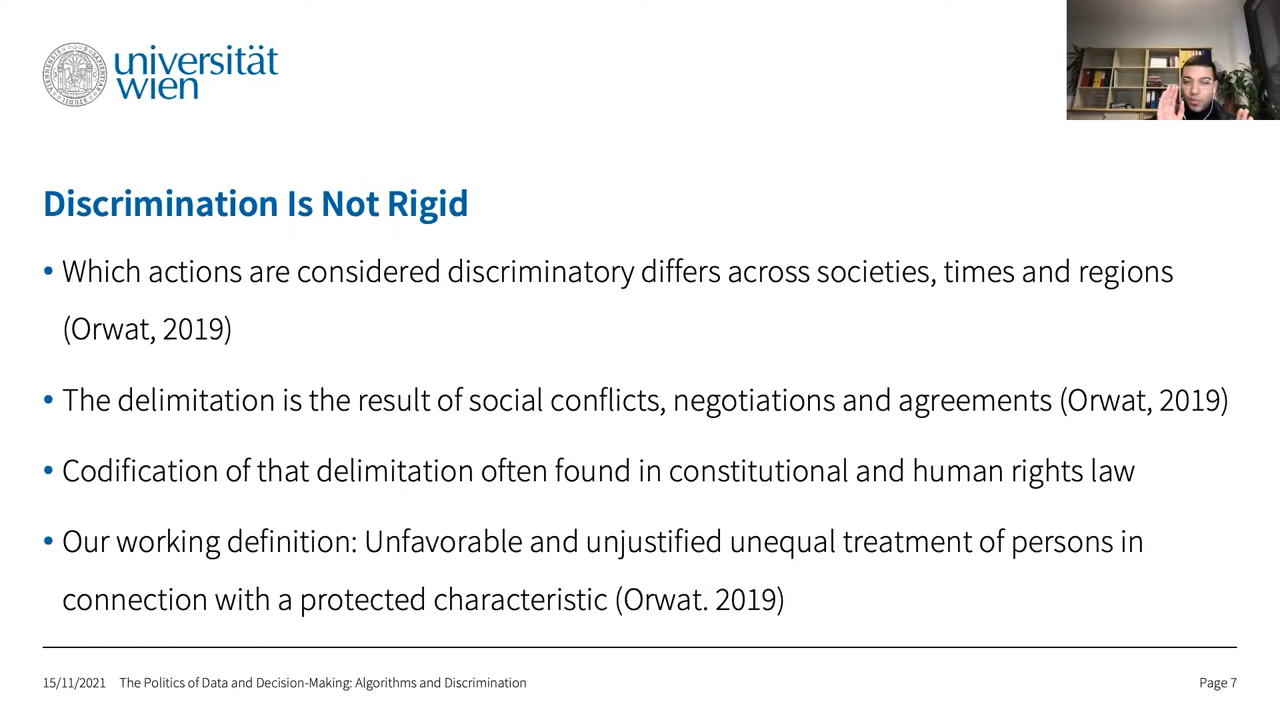 universität
wien
Discrimination Is Not Rigid
• Which actions are considered discriminatory differs across societies, times and regions
(Orwat, 2019)
• The delimitation is the result of social conflicts, negotiations and agreements (Orwat, 2019)
• Codification of that delimitation often found in constitutional and human rights law
• Our working definition: Unfavorable and unjustified unequal treatment of persons in
connection with a protected characteristic (Orwat. 2019)
15/11/2021 The Politics of Data and Decision-Making: Algorithms and Discrimination Page 7